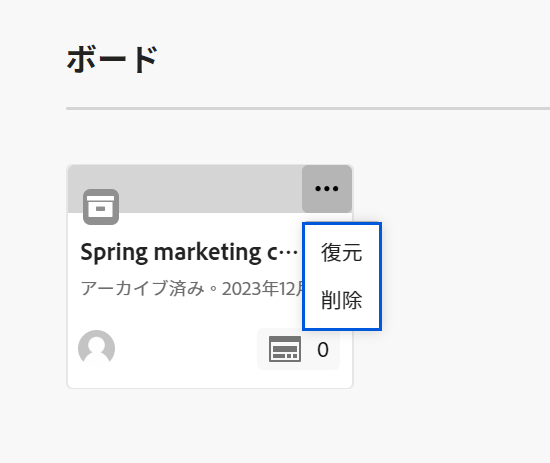 ボード
Spring marketing c…
復元
アーカイブ済み。2023年12月
削除
0